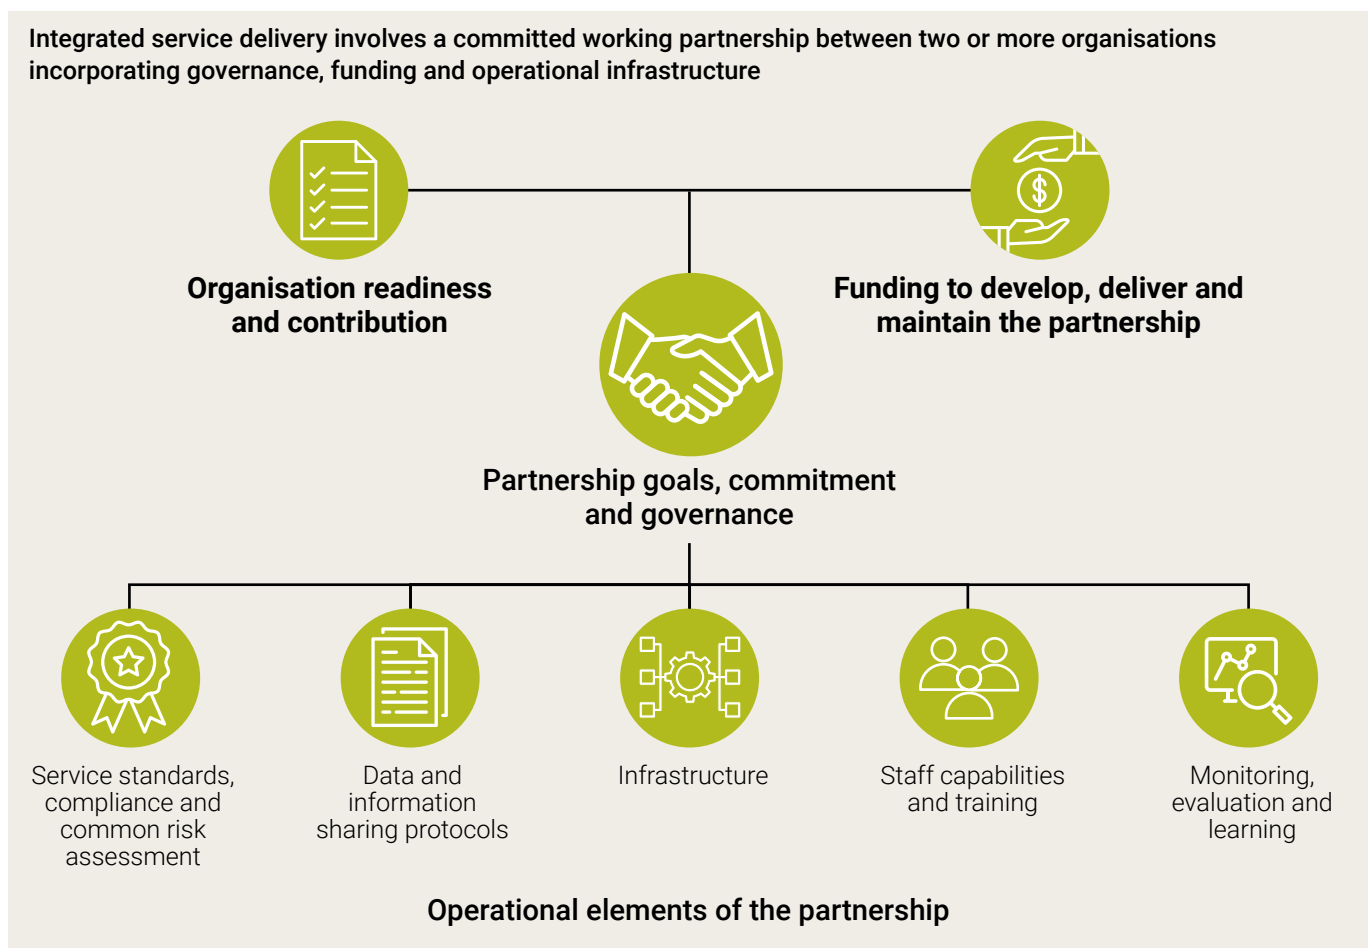 Integrated service delivery involves a committed working partnership between two or more organisations
incorporating governance, funding and operational infrastructure
$
Organisation readiness
and contribution
Funding to develop, deliver and
maintain the partnership
Partnership goals, commitment
and governance
Service standards,
compliance and
common risk
assessment
Data and
information
sharing protocols
Infrastructure
Staff capabilities
and training
Monitoring,
evaluation and
learning
Operational elements of the partnership